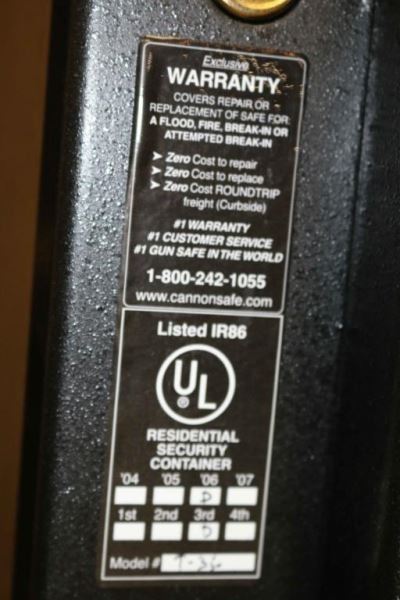 Exclusive
WARRANTY
COVERS REPAIR OR
REPLACEMENT OF SAFE FOR:
A FLOOD, FIRE, BREAK-IN OR
ATTEMPTED BREAK-IN
Zero Cost to repair
Zero Cost to replace
Zero Cost ROUNDTRIP
freight (Curbside)
#1 WARRANTY
#1 CUSTOMER SERVICE
#1 GUN SAFE IN THE WORLD
1-800-242-1055
www.cannonsafe.com
Listed IR86
UL
®
RESIDENTIAL
SECURITY
CONTAINER
'04 '05 '06 '07
D
1st 2nd 3rd 4th
D
Model #